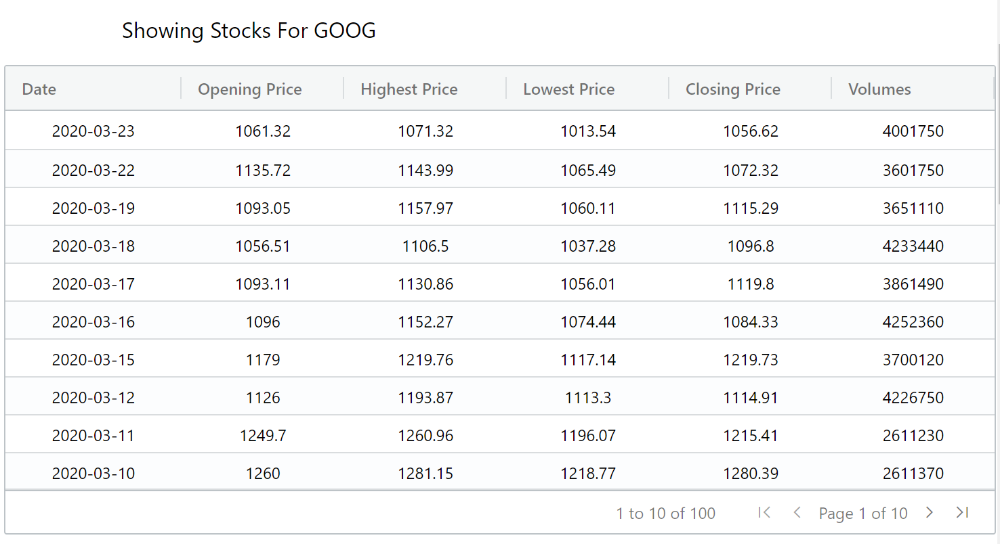 Showing Stocks For GOOG
Date Opening Price Highest Price Lowest Price Closing Price Volumes
2020-03-23 1061.32 1071.32 1013.54 1056.62 4001750
2020-03-22 1135.72 1143.99 1065.49 1072.32 3601750
2020-03-19 1093.05 1157.97 1060.11 1115.29 3651110
2020-03-18 1056.51 1106.5 1037.28 1096.8 4233440
2020-03-17 1093.11 1130.86 1056.01 1119.8 3861490
2020-03-16 1096 1152.27 1074.44 1084.33 4252360
2020-03-15 1179 1219.76 1117.14 1219.73 3700120
2020-03-12 1126 1193.87 1113.3 1114.91 4226750
2020-03-11 1249.7 1260.96 1196.07 1215.41 2611230
2020-03-10 1260 1281.15 1218.77 1280.39 2611370
1 to 10 of 100 Page 1 of 10